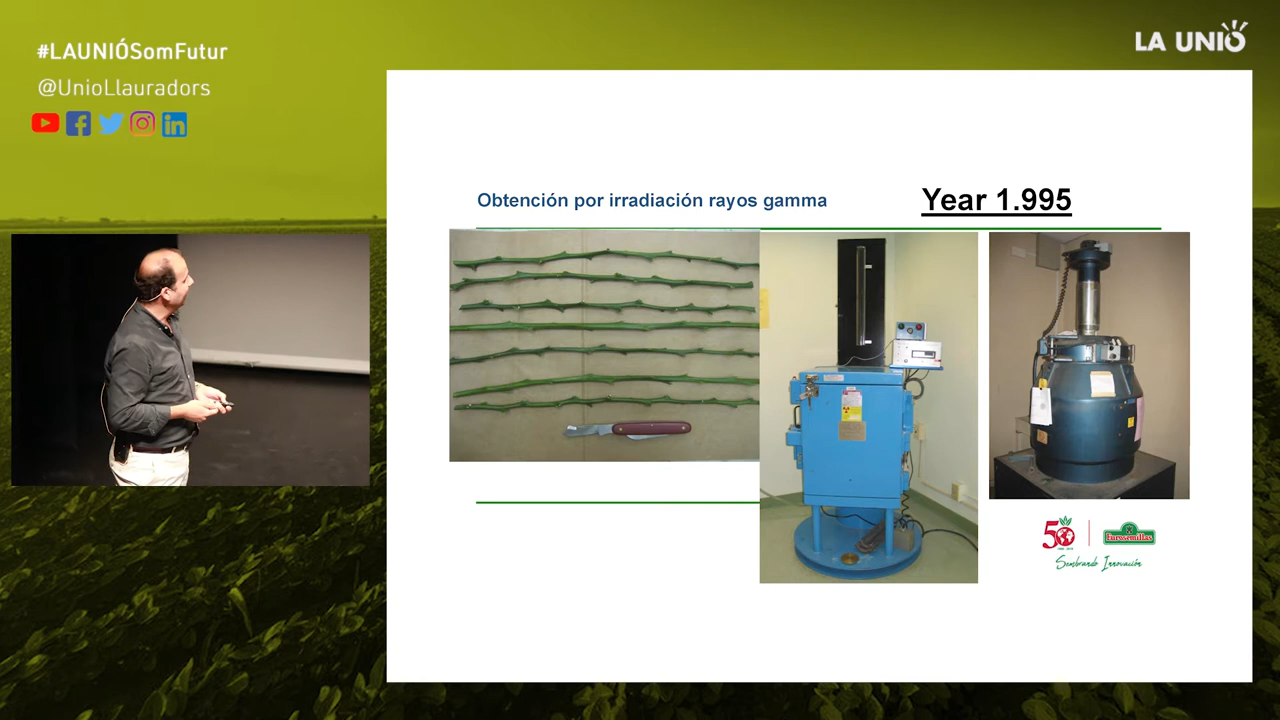 #LAUNIÓSomFutur
@UnioLlauradors
LA UNIÓ
Obtención por irradiación rayos gamma
Year 1.995
50
Eurosemillas
Sembrando Innovación